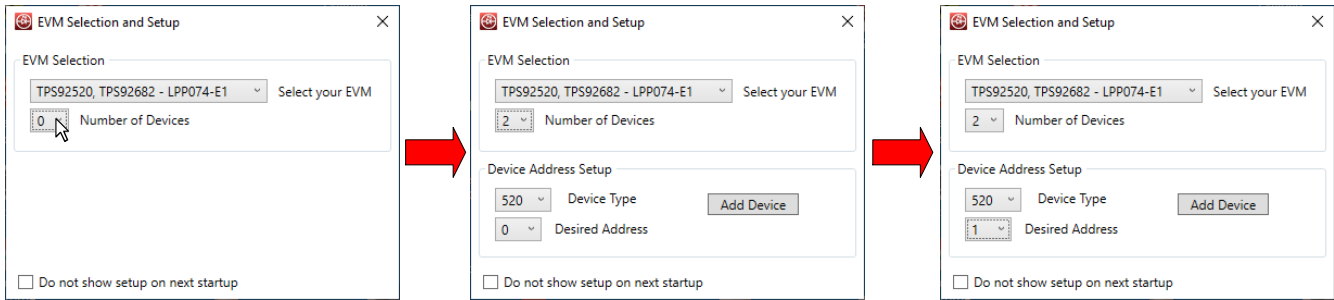 EVM Selection and Setup
EVM Selection
TPS92520, TPS92682 - LPP074-E1 Select your EVM
0 Number of Devices
Do not show setup on next startup
EVM Selection and Setup
EVM Selection
TPS92520, TPS92682 - LPP074-E1 Select your EVM
2 Number of Devices
Device Address Setup
520 Device Type Add Device
0 Desired Address
Do not show setup on next startup
EVM Selection and Setup
EVM Selection
TPS92520, TPS92682 - LPP074-E1 Select your EVM
2 Number of Devices
Device Address Setup
520 Device Type Add Device
1 Desired Address
Do not show setup on next startup